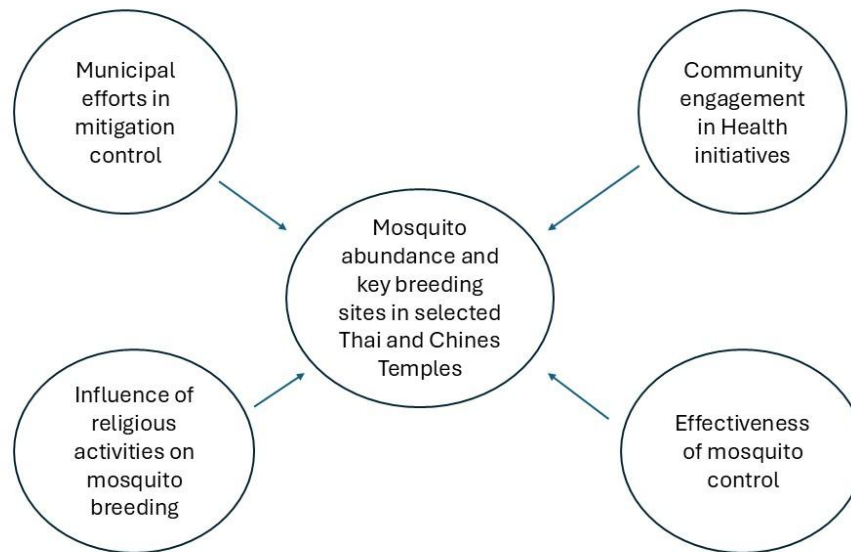 Municipal
efforts in
mitigation
control
Community
engagement
in Health
initiatives
Mosquito
abundance and
key breeding
sites in selected
Thai and Chines
Temples
Influence of
religious
activities on
mosquito
breeding
Effectiveness
of mosquito
control